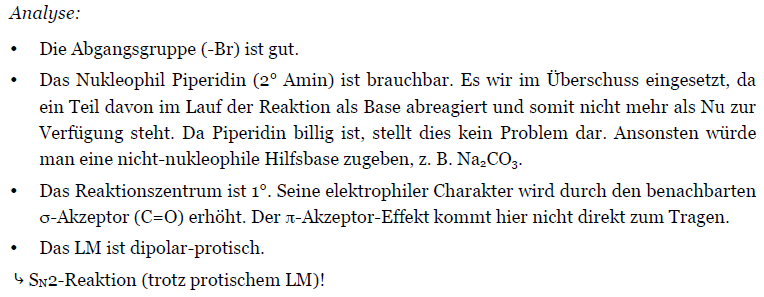 Analyse:
• Die Abgangsgruppe (-Br) ist gut.
• Das Nukleophil Piperidin (2° Amin) ist brauchbar. Es wir im Überschuss eingesetzt, da
ein Teil davon im Lauf der Reaktion als Base abreagiert und somit nicht mehr als Nu zur
Verfügung steht. Da Piperidin billig ist, stellt dies kein Problem dar. Ansonsten würde
man eine nicht-nukleophile Hilfsbase zugeben, z. B. Na₂CO₃.
• Das Reaktionszentrum ist 1°. Seine elektrophiler Charakter wird durch den benachbarten
σ-Akzeptor (C=O) erhöht. Der π-Akzeptor-Effekt kommt hier nicht direkt zum Tragen.
• Das LM ist dipolar-protisch.
↳ SN2-Reaktion (trotz protischem LM)!